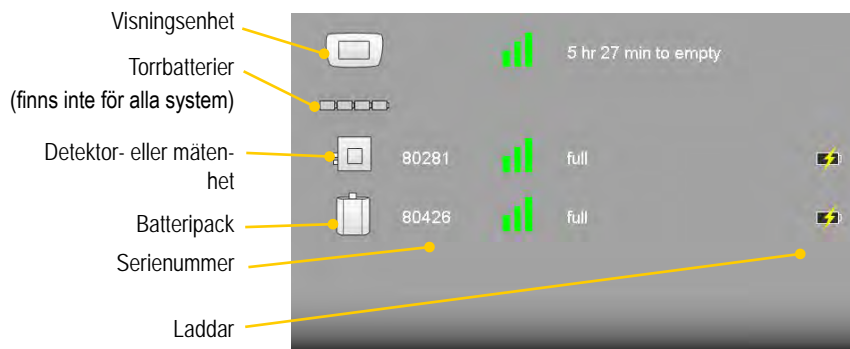 Visningsenhet
5 hr 27 min to empty
Torrbatterier
(finns inte för alla system)
Detektor- eller mäten-
het
80281 full
Batteripack
80426 full
Serienummer
Laddar